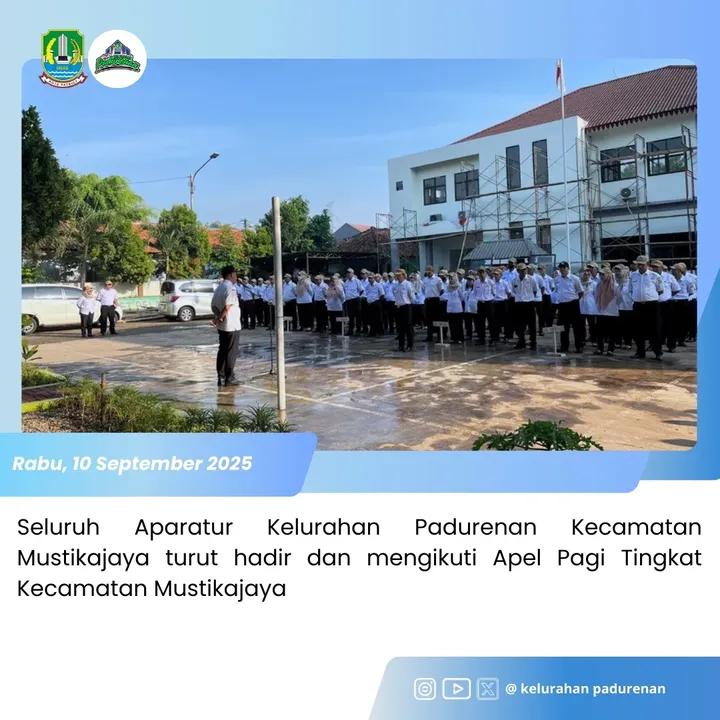 Rabu, 10 September 2025
Seluruh Aparatur Kelurahan Padurenan Kecamatan
Mustikajaya turut hadir dan mengikuti Apel Pagi Tingkat
Kecamatan Mustikajaya
@ kelurahan padurenan